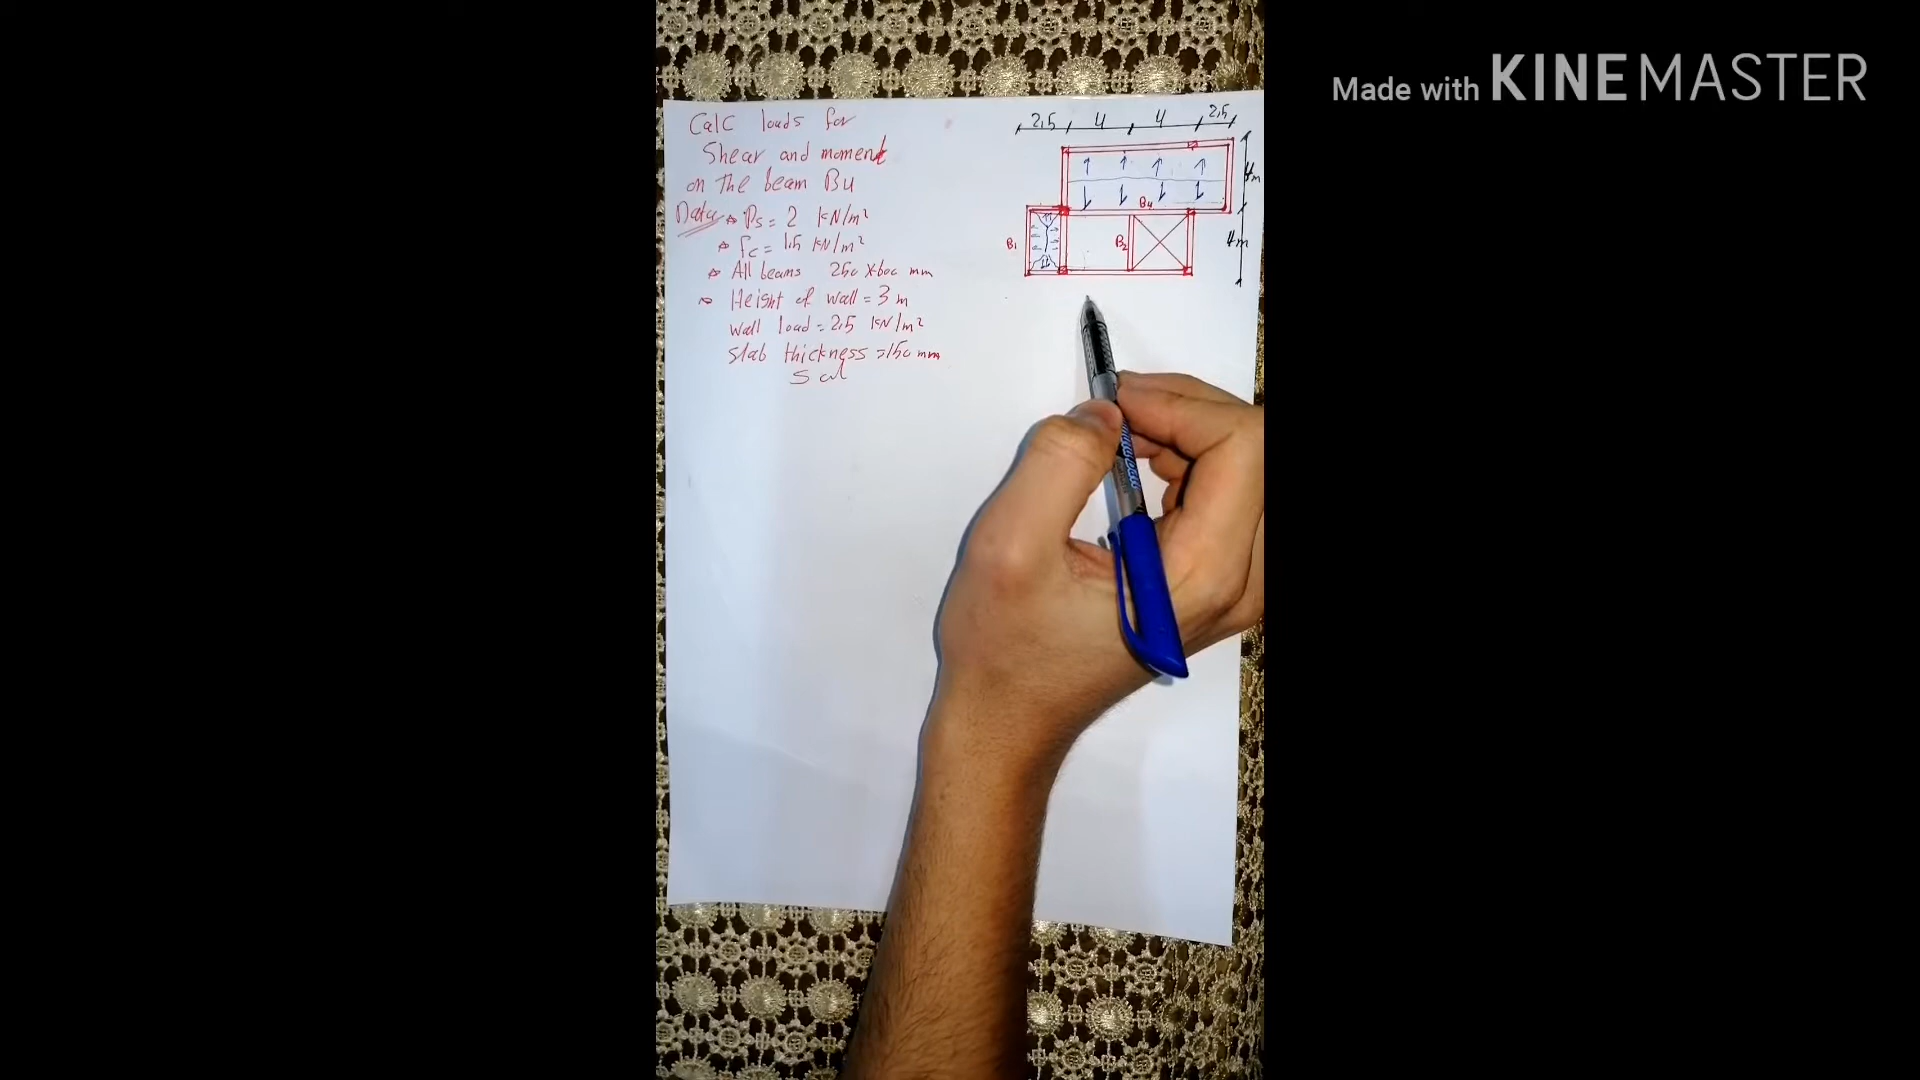 Made with KINEMASTER
Calc loads for
Shear and moment
on the beam B4
Data Ps = 2 kN/m²
Fc = 1.5 kN/m²
All beams 250 x 600 mm
Height of wall = 3 m
wall load = 2.5 kN/m²
slab thickness = 150 mm
Sol
2.5 4 4 2.5
4m
B4
B1 B2 4m